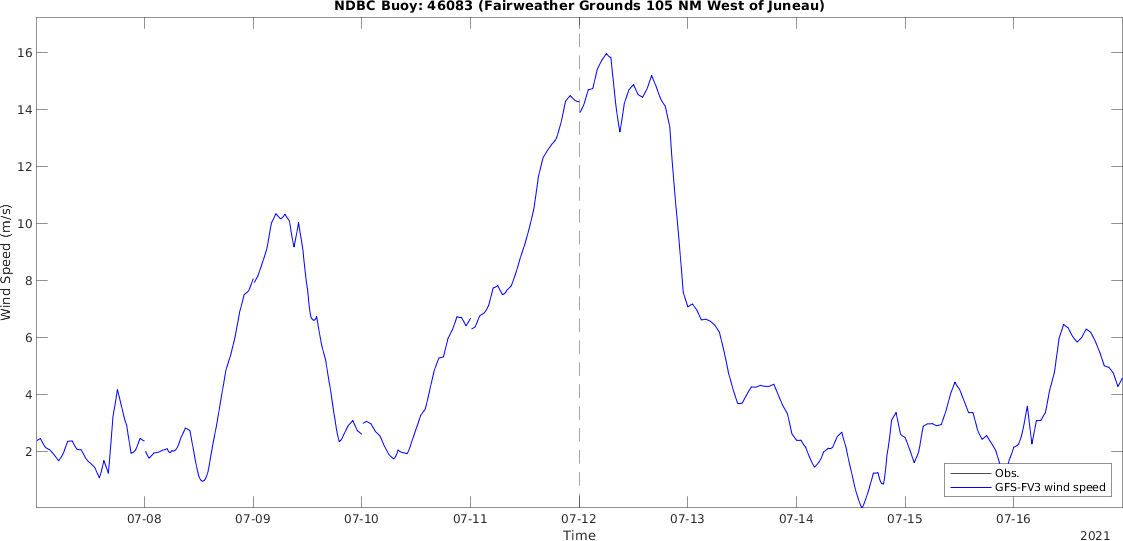 NDBC Buoy: 46083 (Fairweather Grounds 105 NM West of Juneau)
16
14
12
10
8
6
4
2
Wind Speed (m/s)
Obs.
GFS-FV3 wind speed
07-08 07-09 07-10 07-11 07-12 07-13 07-14 07-15 07-16
Time
2021